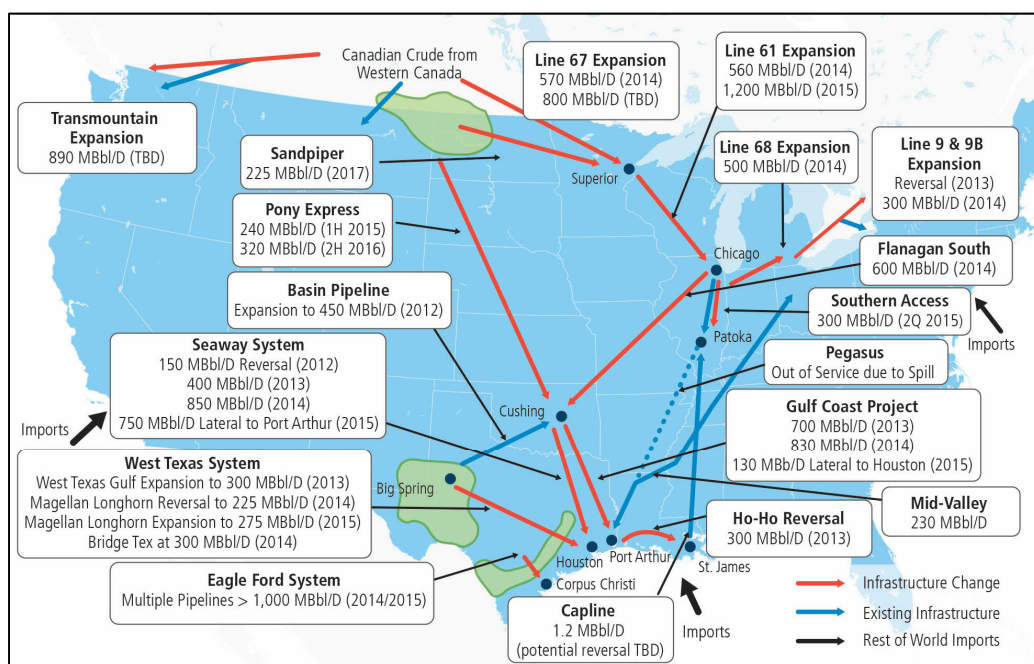 Canadian Crude from
Western Canada
Line 67 Expansion
570 MBbl/D (2014)
800 MBbl/D (TBD)
Line 61 Expansion
560 MBbl/D (2014)
1,200 MBbl/D (2015)
Transmountain
Expansion
890 MBbl/D (TBD)
Sandpiper
225 MBbl/D (2017)
Superior
Line 68 Expansion
500 MBbl/D (2014)
Line 9 & 9B
Expansion
Reversal (2013)
300 MBbl/D (2014)
Pony Express
240 MBbl/D (1H 2015)
320 MBbl/D (2H 2016)
Chicago
Flanagan South
600 MBbl/D (2014)
Basin Pipeline
Expansion to 450 MBbl/D (2012)
Southern Access
300 MBbl/D (2Q 2015)
Imports
Patoka
Seaway System
150 MBbl/D Reversal (2012)
400 MBbl/D (2013)
850 MBbl/D (2014)
750 MBbl/D Lateral to Port Arthur (2015)
Pegasus
Out of Service due to Spill
Imports
Cushing
Gulf Coast Project
700 MBbl/D (2013)
830 MBbl/D (2014)
130 MBb/D Lateral to Houston (2015)
West Texas System
West Texas Gulf Expansion to 300 MBbl/D (2013)
Magellan Longhorn Reversal to 225 MBbl/D (2014)
Magellan Longhorn Expansion to 275 MBbl/D (2015)
Bridge Tex at 300 MBbl/D (2014)
Big Spring
Mid-Valley
230 MBbl/D
Ho-Ho Reversal
300 MBbl/D (2013)
Houston
Port Arthur
St. James
Eagle Ford System
Multiple Pipelines > 1,000 MBbl/D (2014/2015)
Corpus Christi
Capline
1.2 MBbl/D
(potential reversal TBD)
Imports
Infrastructure Change
Existing Infrastructure
Rest of World Imports